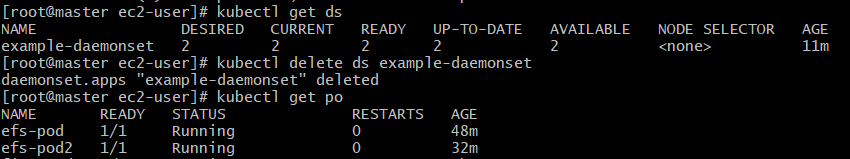 [root@master ec2-user]# kubectl get ds
NAME DESIRED CURRENT READY UP-TO-DATE AVAILABLE NODE SELECTOR AGE
example-daemonset 2 2 2 2 2 <none> 11m
[root@master ec2-user]# kubectl delete ds example-daemonset
daemonset.apps "example-daemonset" deleted
[root@master ec2-user]# kubectl get po
NAME READY STATUS RESTARTS AGE
efs-pod 1/1 Running 0 48m
efs-pod2 1/1 Running 0 32m